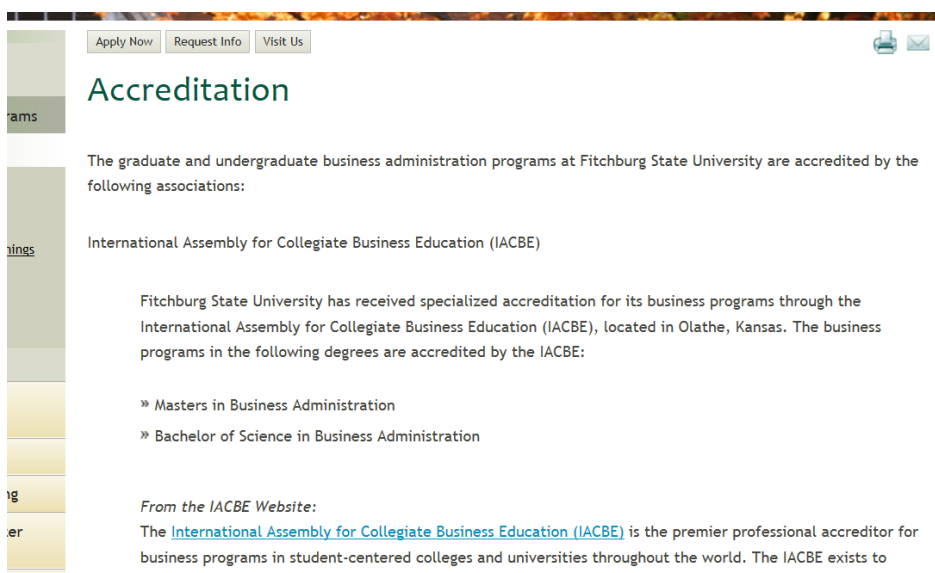 Apply Now Request Info Visit Us
Accreditation
rams
The graduate and undergraduate business administration programs at Fitchburg State University are accredited by the
following associations:
nings
International Assembly for Collegiate Business Education (IACBE)
Fitchburg State University has received specialized accreditation for its business programs through the
International Assembly for Collegiate Business Education (IACBE), located in Olathe, Kansas. The business
programs in the following degrees are accredited by the IACBE:
» Masters in Business Administration
» Bachelor of Science in Business Administration
ng
From the IACBE Website:
er
The International Assembly for Collegiate Business Education (IACBE) is the premier professional accreditor for
business programs in student-centered colleges and universities throughout the world. The IACBE exists to